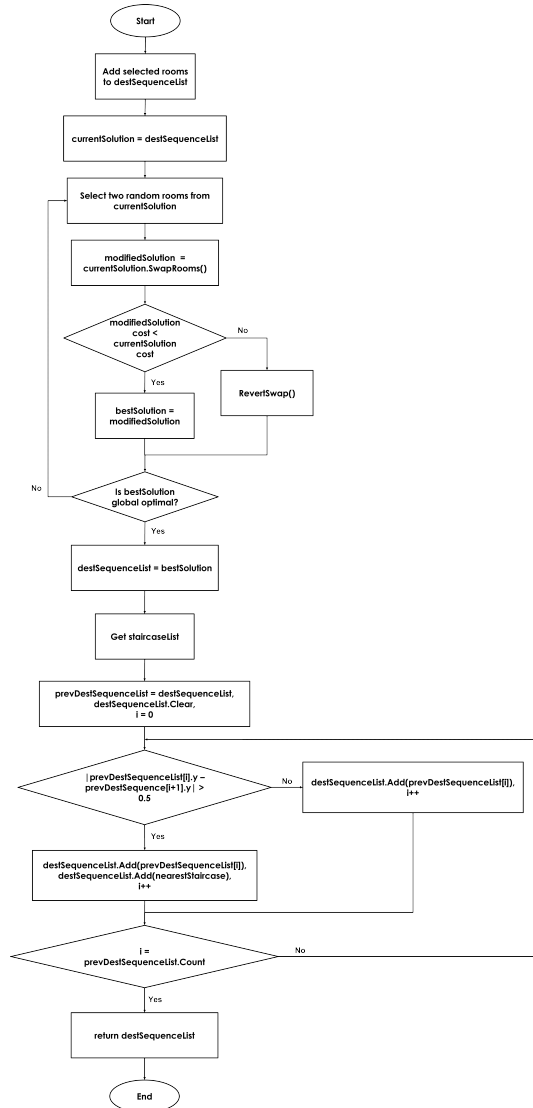 Start
Add selected rooms
to destSequenceList
currentSolution = destSequenceList
Select two random rooms from
currentSolution
modifiedSolution =
currentSolution.SwapRooms()
modifiedSolution
cost <
currentSolution
cost
No
Yes
RevertSwap()
bestSolution =
modifiedSolution
Is bestSolution
global optimal?
No
Yes
destSequenceList = bestSolution
Get staircaseList
prevDestSequenceList = destSequenceList,
destSequenceList.Clear,
i = 0
|prevDestSequenceList[i].y –
prevDestSequence[i+1].y| >
0.5
No
destSequenceList.Add(prevDestSequenceList[i]),
i++
Yes
destSequenceList.Add(prevDestSequenceList[i]),
destSequenceList.Add(nearestStaircase),
i++
i =
prevDestSequenceList.Count
No
Yes
return destSequenceList
End